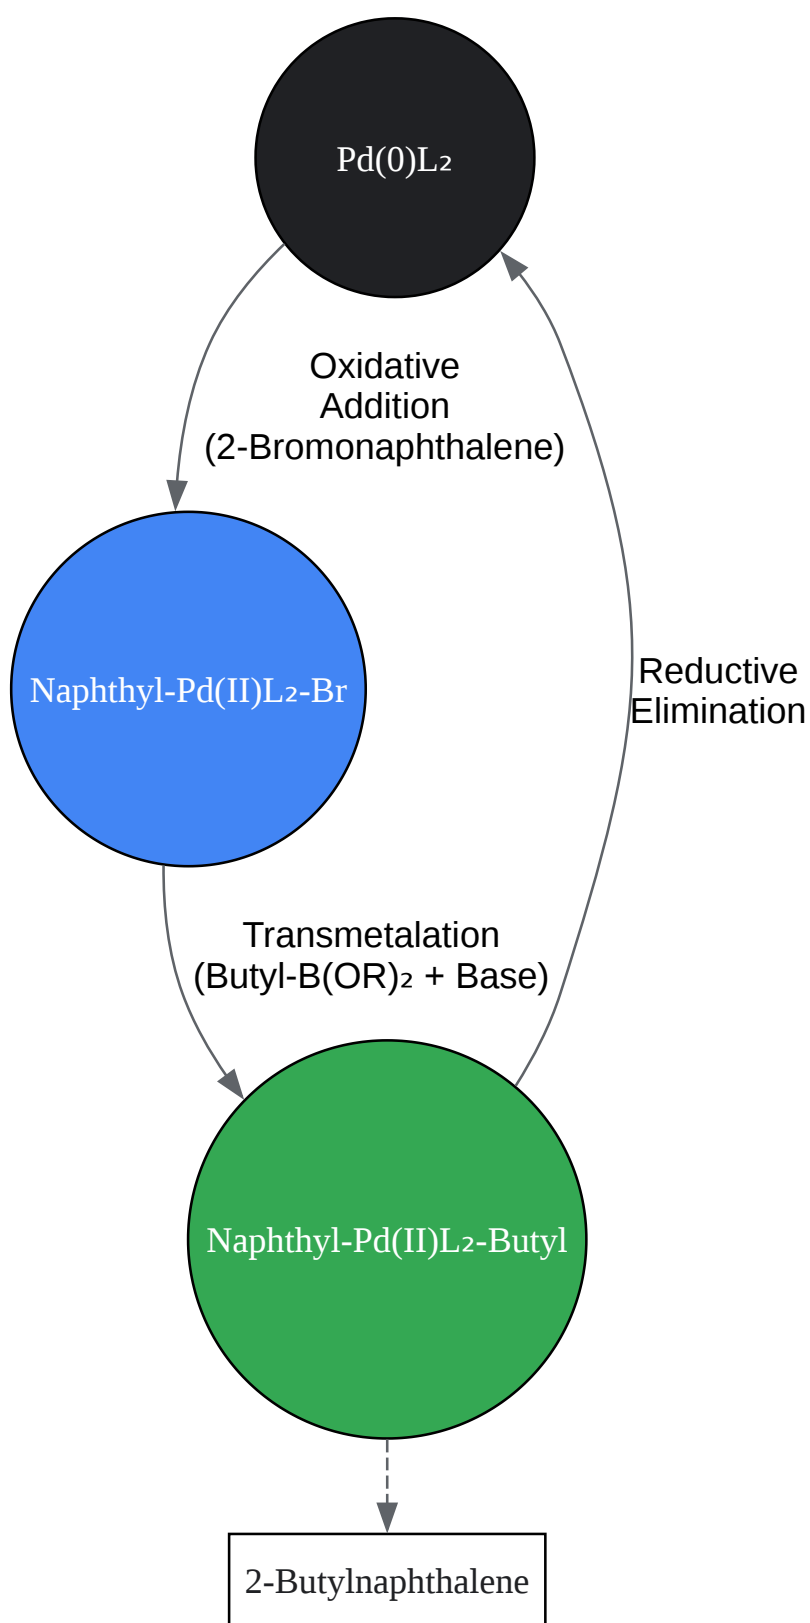 Pd(0)L₂
Oxidative
Addition
(2-Bromonaphthalene)
Naphthyl-Pd(II)L₂-Br
Reductive
Elimination
Transmetalation
(Butyl-B(OR)₂ + Base)
Naphthyl-Pd(II)L₂-Butyl
2-Butylnaphthalene